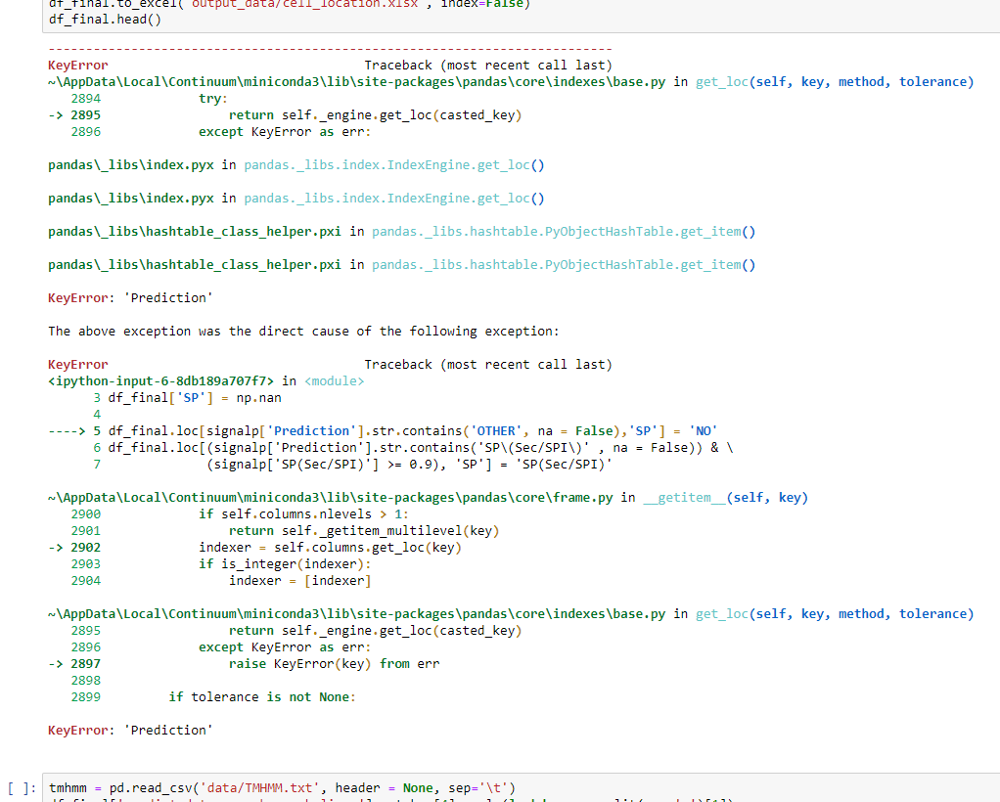 df_final.to_excel( output_data/cell_location.xlsx , index=False)
df_final.head()
---------------------------------------------------------------------------
KeyError                                  Traceback (most recent call last)
~\AppData\Local\Continuum\miniconda3\lib\site-packages\pandas\core\indexes\base.py in get_loc(self, key, method, tolerance)
   2894             try:
-> 2895                 return self._engine.get_loc(casted_key)
   2896             except KeyError as err:
pandas\_libs\index.pyx in pandas._libs.index.IndexEngine.get_loc()
pandas\_libs\index.pyx in pandas._libs.index.IndexEngine.get_loc()
pandas\_libs\hashtable_class_helper.pxi in pandas._libs.hashtable.PyObjectHashTable.get_item()
pandas\_libs\hashtable_class_helper.pxi in pandas._libs.hashtable.PyObjectHashTable.get_item()
KeyError: 'Prediction'
The above exception was the direct cause of the following exception:
KeyError                                  Traceback (most recent call last)
<ipython-input-6-8db189a707f7> in <module>
      3 df_final['SP'] = np.nan
      4
----> 5 df_final.loc[signalp['Prediction'].str.contains('OTHER', na = False),'SP'] = 'NO'
      6 df_final.loc[(signalp['Prediction'].str.contains('SP\(Sec/SPI\)' , na = False)) & \
      7              (signalp['SP(Sec/SPI)'] >= 0.9), 'SP'] = 'SP(Sec/SPI)'
~\AppData\Local\Continuum\miniconda3\lib\site-packages\pandas\core\frame.py in __getitem__(self, key)
   2900             if self.columns.nlevels > 1:
   2901                 return self._getitem_multilevel(key)
-> 2902             indexer = self.columns.get_loc(key)
   2903             if is_integer(indexer):
   2904                 indexer = [indexer]
~\AppData\Local\Continuum\miniconda3\lib\site-packages\pandas\core\indexes\base.py in get_loc(self, key, method, tolerance)
   2895                 return self._engine.get_loc(casted_key)
   2896             except KeyError as err:
-> 2897                 raise KeyError(key) from err
   2898
   2899         if tolerance is not None:
KeyError: 'Prediction'
[ ]: tmhmm = pd.read_csv('data/TMHMM.txt', header = None, sep='\t')